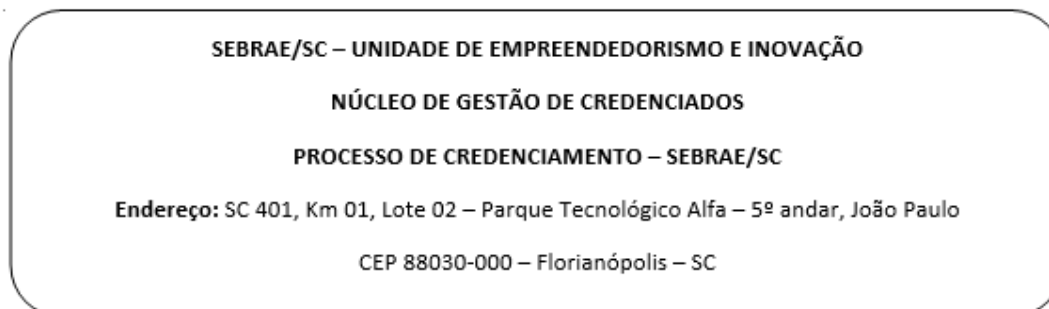 SEBRAE/SC – UNIDADE DE EMPREENDEDORISMO E INOVAÇÃO
NÚCLEO DE GESTÃO DE CREDENCIADOS
PROCESSO DE CREDENCIAMENTO – SEBRAE/SC
Endereço: SC 401, Km 01, Lote 02 – Parque Tecnológico Alfa – 5º andar, João Paulo
CEP 88030-000 – Florianópolis – SC